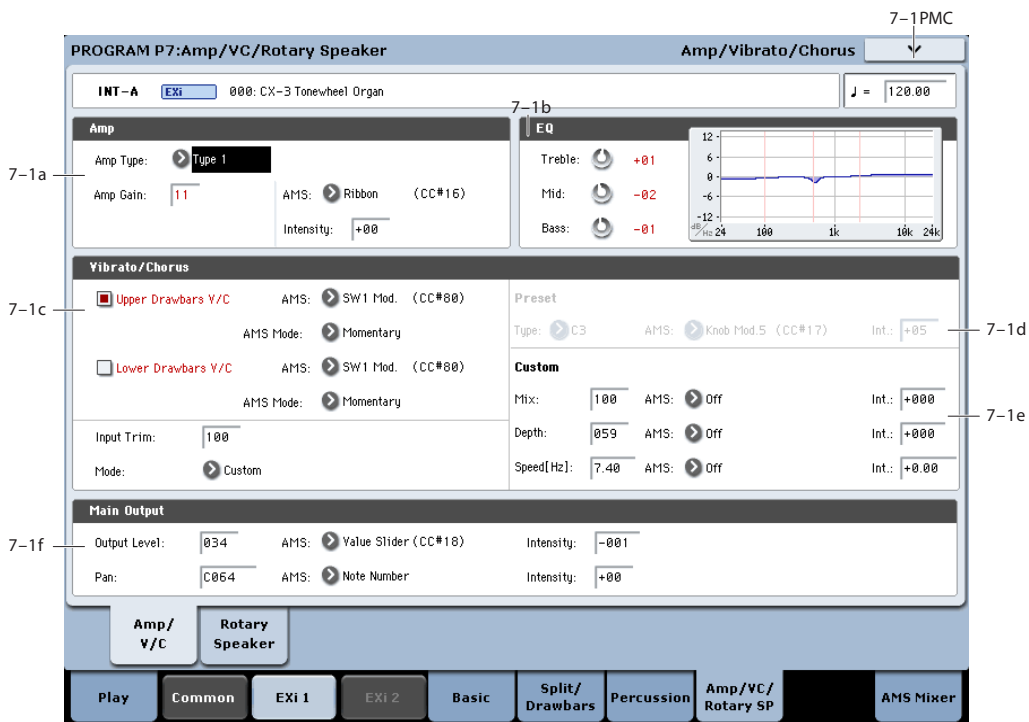 7–1PMC
PROGRAM P7:Amp/VC/Rotary Speaker Amp/Vibrato/Chorus
INT-A EXi 000: CX-3 Tonewheel Organ ♩ = 120.00
7–1b
Amp
7–1a
Amp Type: Type 1
Amp Gain: 11 AMS: Ribbon (CC#16)
Intensity: +00
EQ
Treble: +01
Mid: -02
Bass: -01
12
6
0
-6
-12
dB/Hz 24 100 1k 10k 24k
Vibrato/Chorus
7–1c
Upper Drawbars V/C AMS: SW1 Mod. (CC#80)
AMS Mode: Momentary
Lower Drawbars V/C AMS: SW1 Mod. (CC#80)
AMS Mode: Momentary
Input Trim: 100
Mode: Custom
Preset
Type: C3 AMS: Knob Mod.5 (CC#17) Int.: +05
7–1d
Custom
Mix: 100 AMS: Off Int.: +000
7–1e
Depth: 059 AMS: Off Int.: +000
Speed[Hz]: 7.40 AMS: Off Int.: +0.00
Main Output
7–1f
Output Level: 034 AMS: Value Slider (CC#18) Intensity: -001
Pan: C064 AMS: Note Number Intensity: +00
Amp/
V/C
Rotary
Speaker
Play
Common
EXi 1
EXi 2
Basic
Split/
Drawbars
Percussion
Amp/VC/
Rotary SP
AMS Mixer